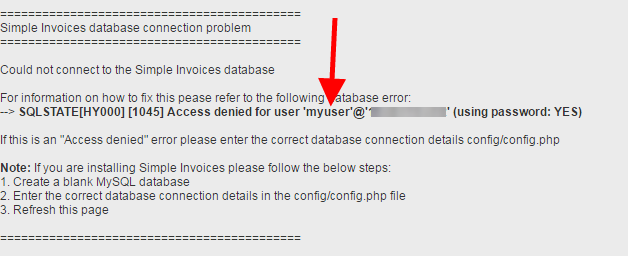 ===========================================
Simple Invoices database connection problem
===========================================
Could not connect to the Simple Invoices database
For information on how to fix this pease refer to the following database error:
--> SQLSTATE[HY000] [1045] Access denied for user 'myuser'@' ' (using password: YES)
If this is an "Access denied" error please enter the correct database connection details config/config.php
Note: If you are installing Simple Invoices please follow the below steps:
1. Create a blank MySQL database
2. Enter the correct database connection details in the config/config.php file
3. Refresh this page
===========================================